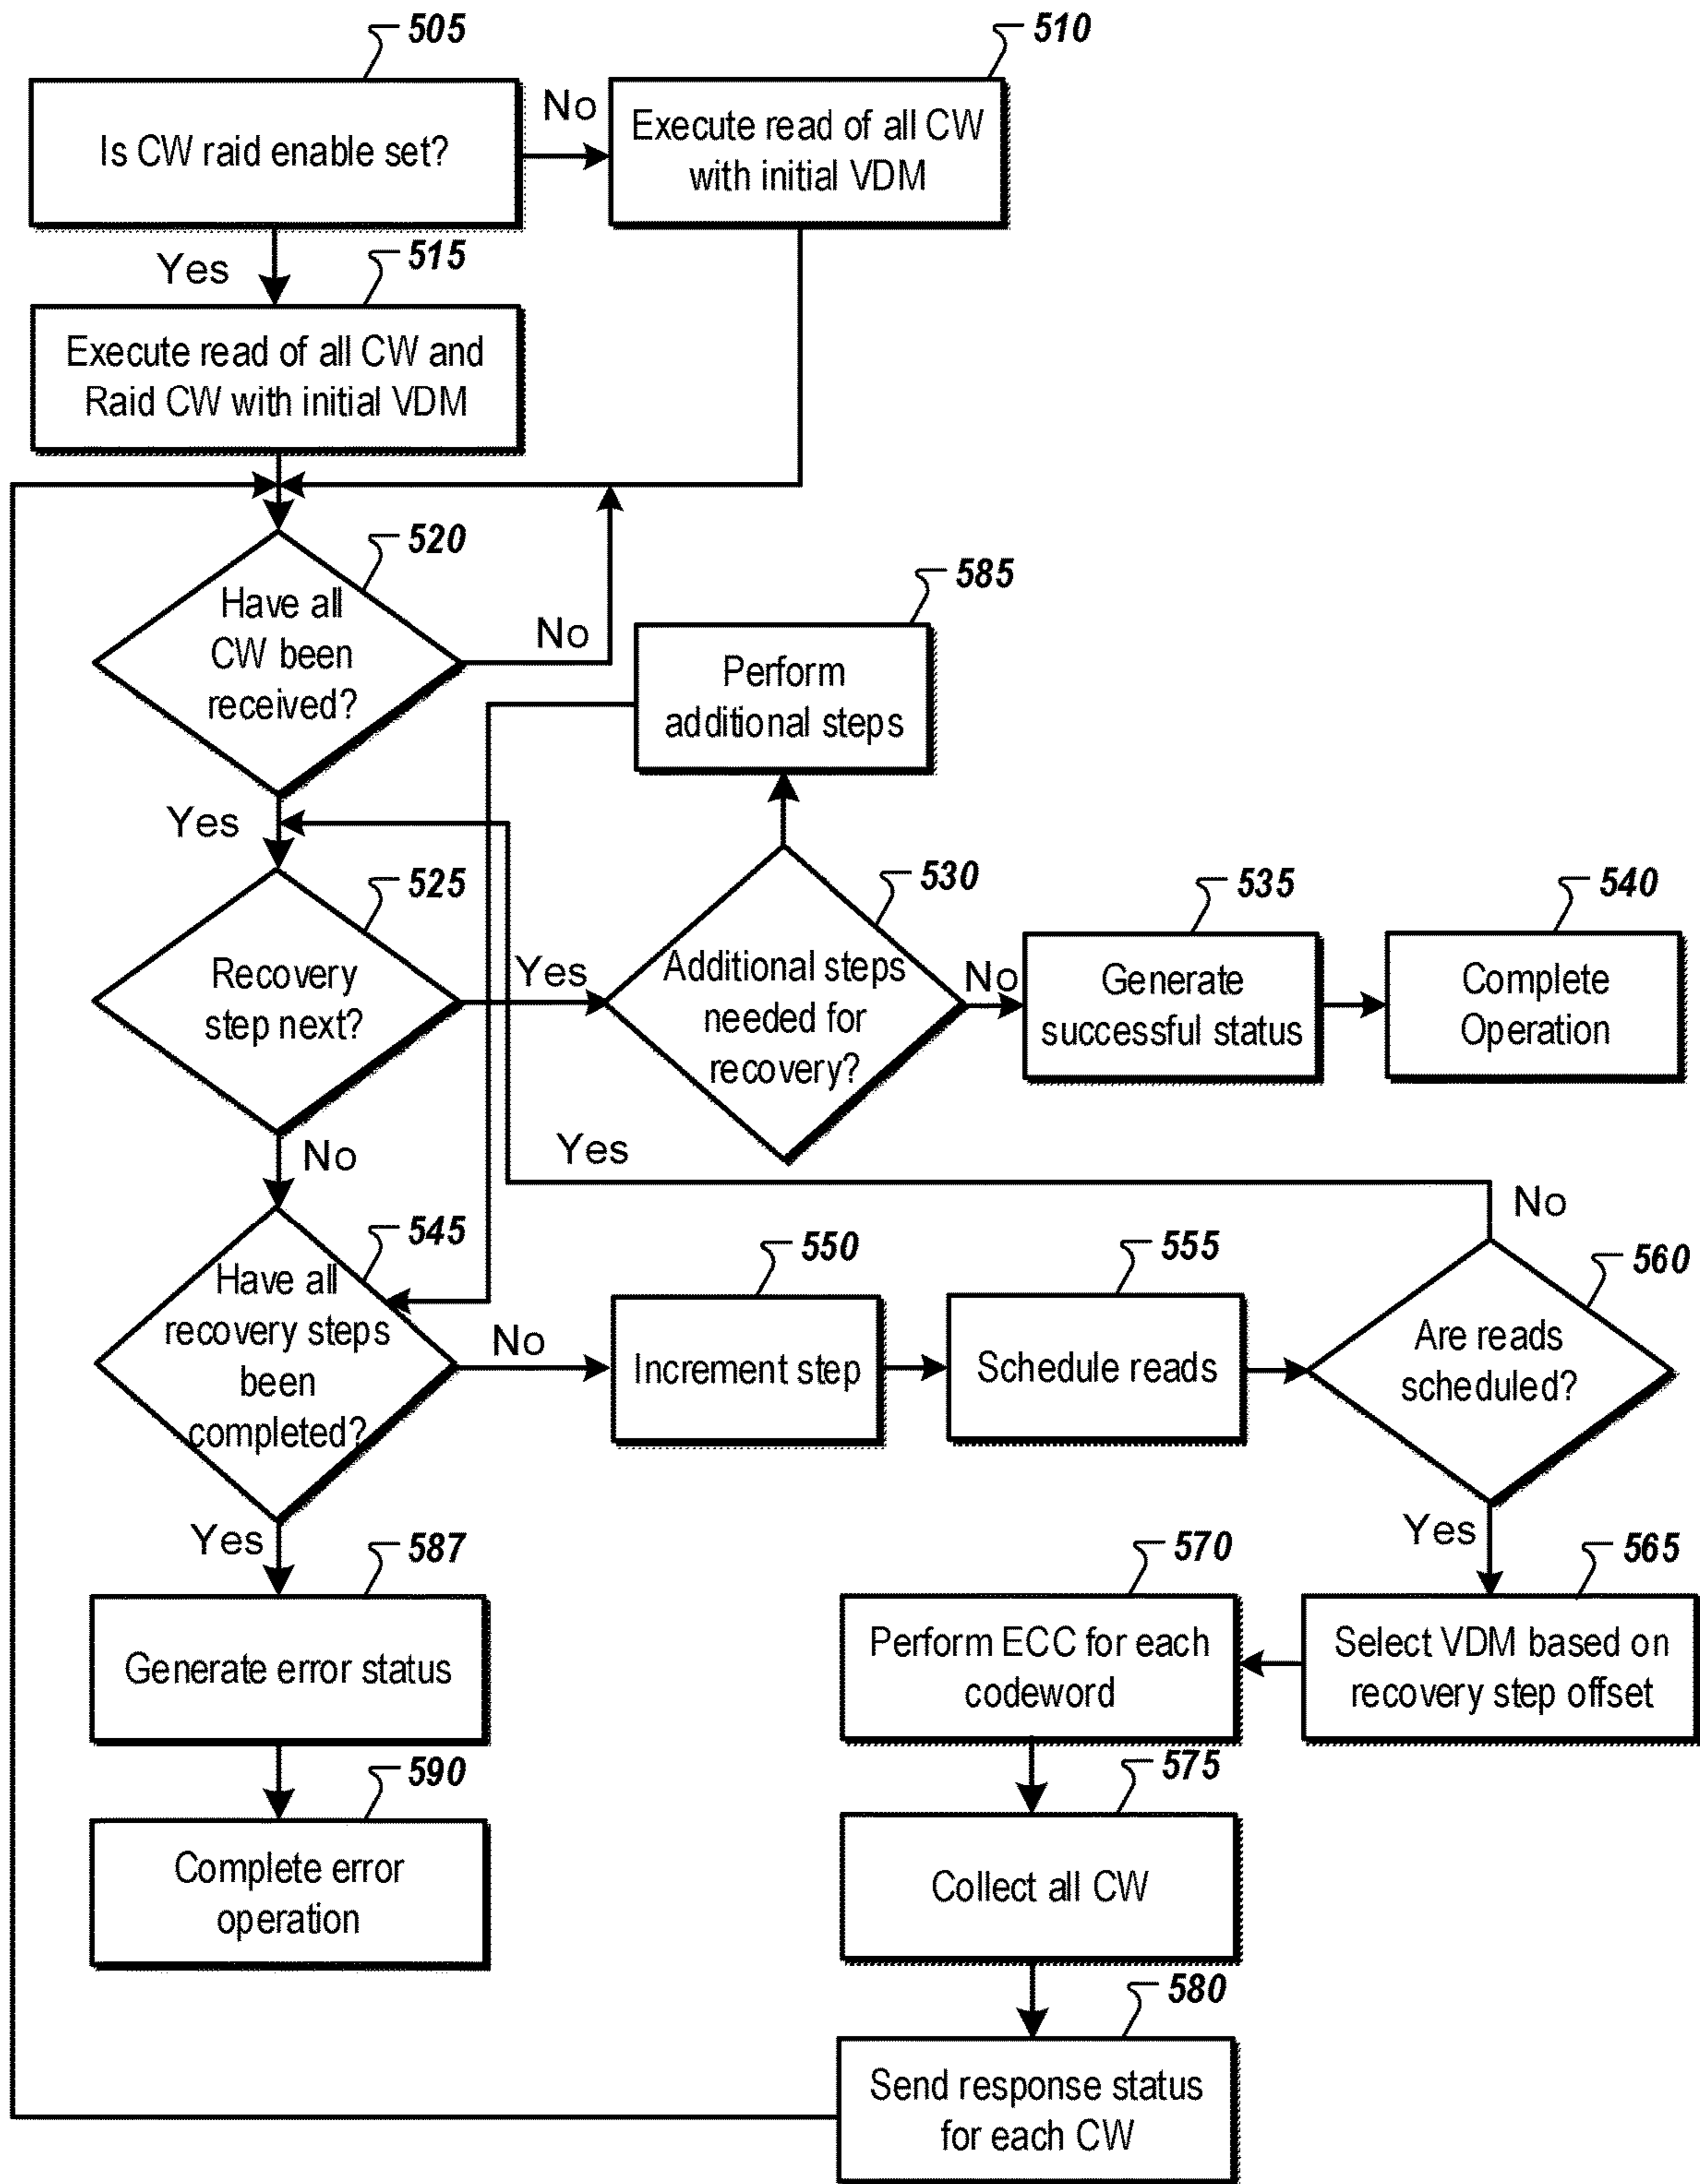 505
510
Is CW raid enable set?
No
Execute read of all CW
with initial VDM
Yes
515
Execute read of all CW and
Raid CW with initial VDM
520
Have all
CW been
received?
No
585
Perform
additional steps
Yes
525
Recovery
step next?
Yes
530
Additional steps
needed for
recovery?
No
535
Generate
successful status
540
Complete
Operation
No
Yes
No
545
Have all
recovery steps
been
completed?
No
550
Increment step
555
Schedule reads
560
Are reads
scheduled?
Yes
Yes
587
Generate error status
570
Perform ECC for each
codeword
565
Select VDM based on
recovery step offset
590
Complete error
operation
575
Collect all CW
580
Send response status
for each CW